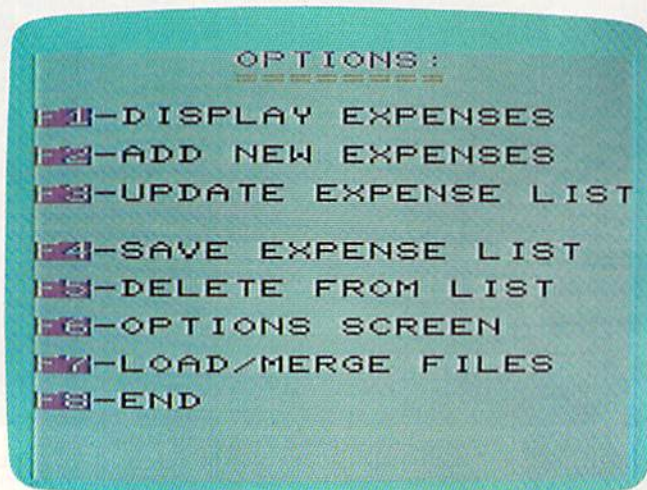 OPTIONS:
========
F1-DISPLAY EXPENSES
F2-ADD NEW EXPENSES
F3-UPDATE EXPENSE LIST
F4-SAVE EXPENSE LIST
F5-DELETE FROM LIST
F6-OPTIONS SCREEN
F7-LOAD/MERGE FILES
F8-END